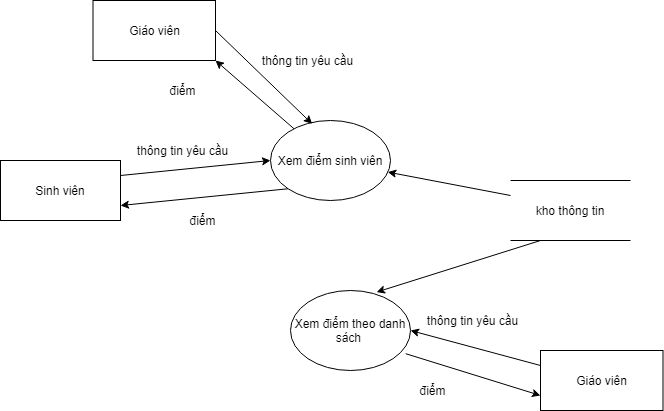 Giáo viên
thông tin yêu cầu
điểm
thông tin yêu cầu
Xem điểm sinh viên
Sinh viên
điểm
kho thông tin
Xem điểm theo danh
sách
thông tin yêu cầu
điểm
Giáo viên